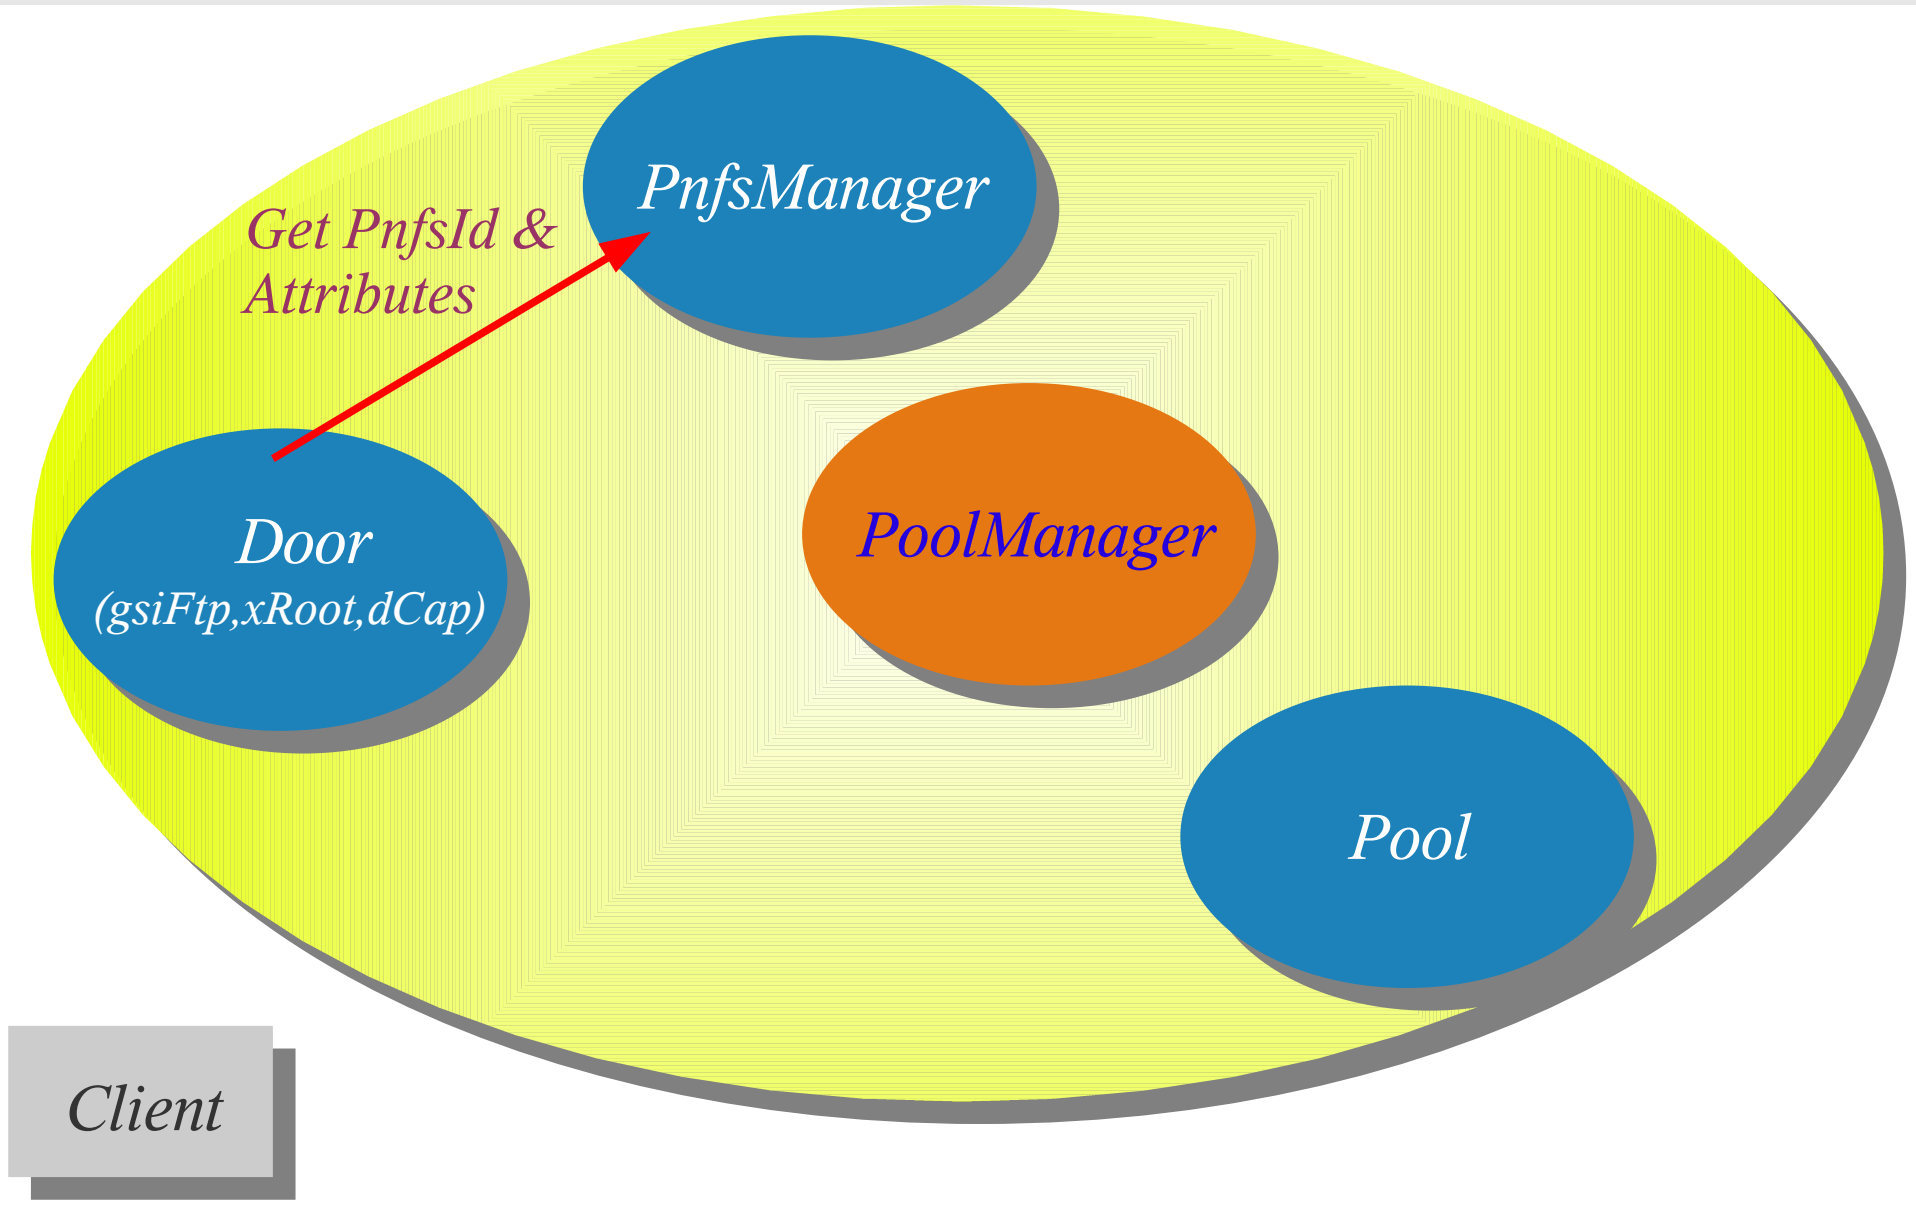 PnfsManager
Get PnfsId &
Attributes
Door
(gsiFtp,xRoot,dCap)
PoolManager
Pool
Client